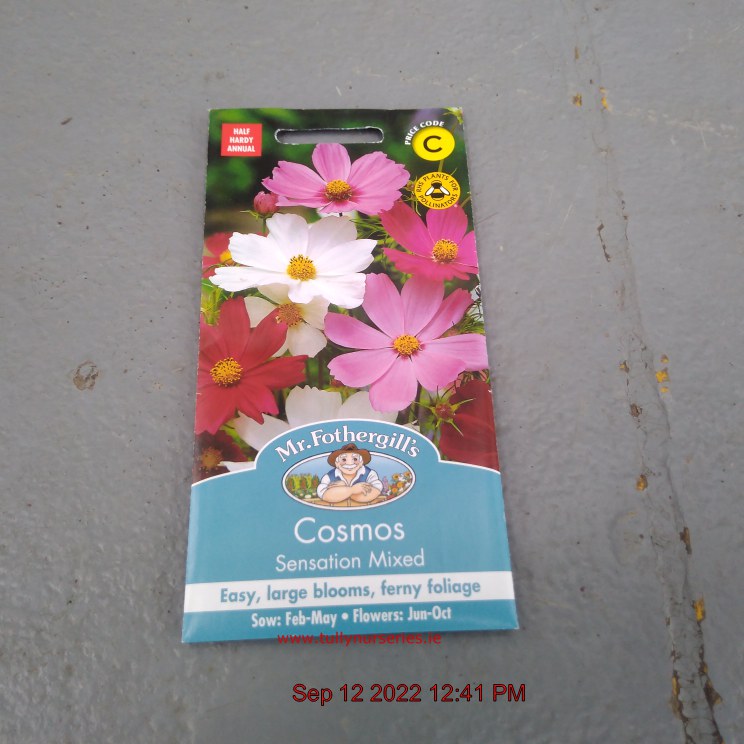 HALF
HARDY
ANNUAL
PRICE CODE
C
RHS PLANTS FOR
POLLINATORS
Mr. Fothergill's
Cosmos
Sensation Mixed
Easy, large blooms, ferny foliage
Sow: Feb-May • Flowers: Jun-Oct
www.tullynurseries.ie
Sep 12 2022 12:41 PM